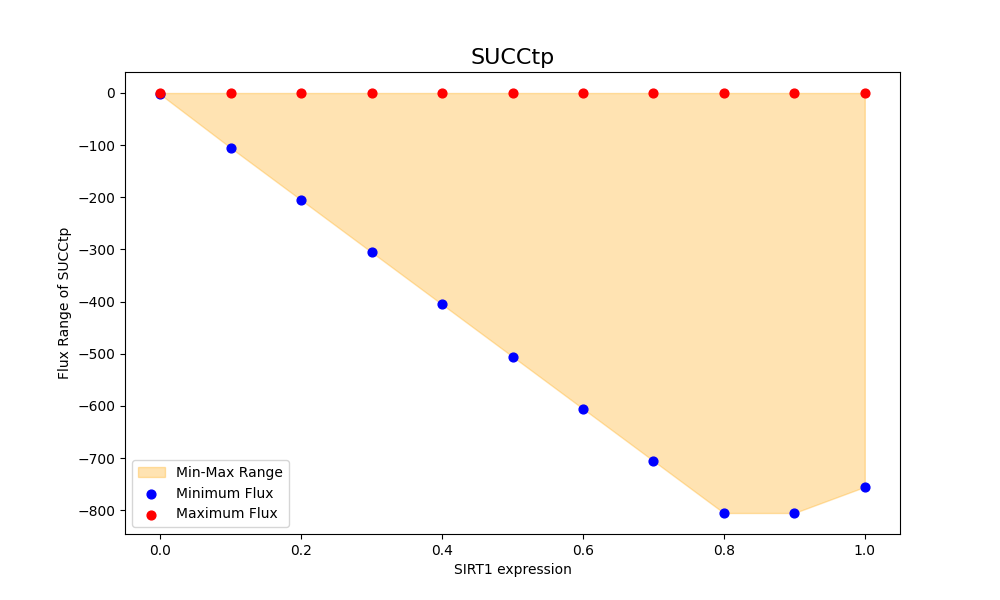 SUCCtp
Flux Range of SUCCtp
0
−100
−200
−300
−400
−500
−600
−700
−800
Min-Max Range
Minimum Flux
Maximum Flux
0.0 0.2 0.4 0.6 0.8 1.0
SIRT1 expression